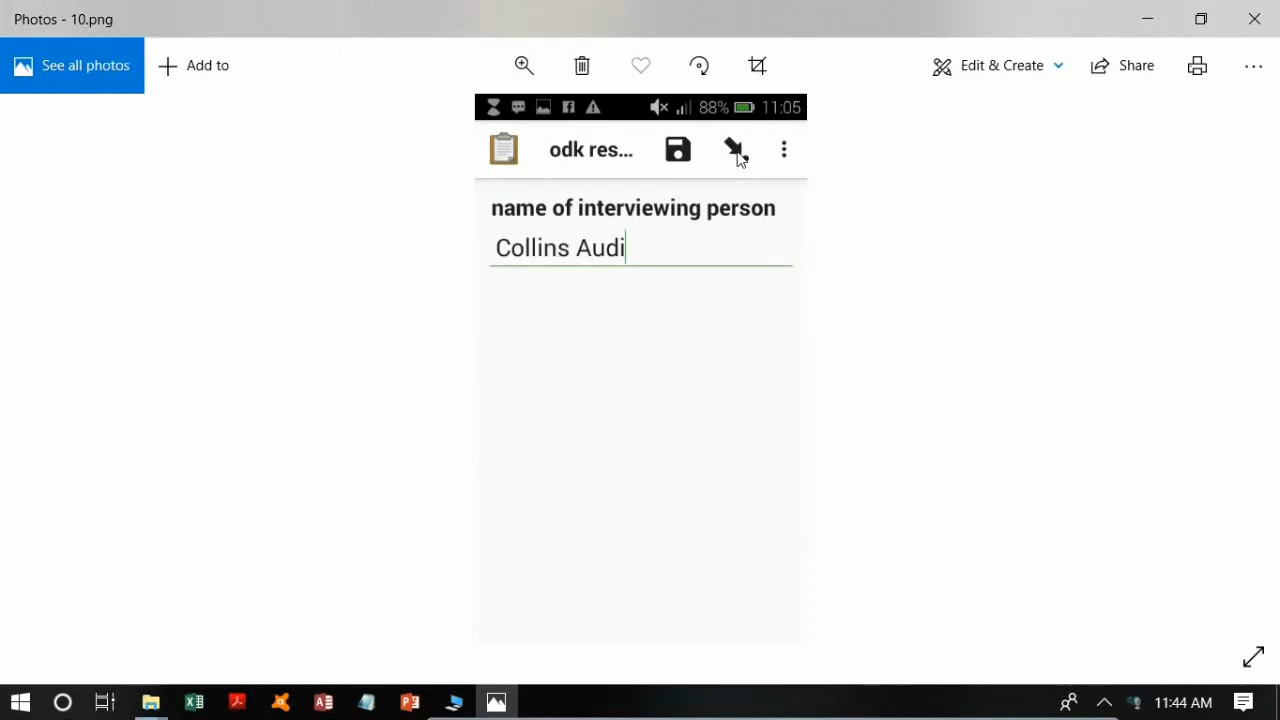 Photos - 10.png
See all photos
Add to
Edit & Create
Share
88% 11:05
odk res...
name of interviewing person
Collins Audi
11:44 AM